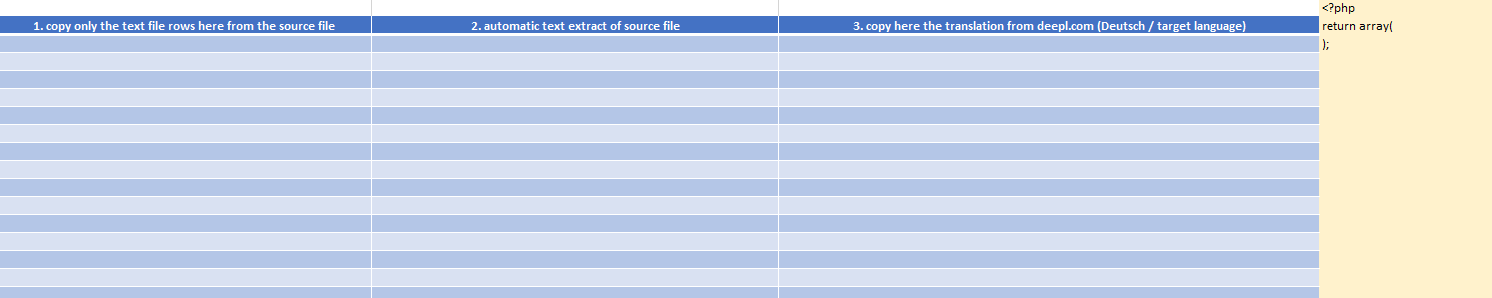 <?php
1. copy only the text file rows here from the source file
2. automatic text extract of source file
3. copy here the translation from deepl.com (Deutsch / target language)
return array(
);